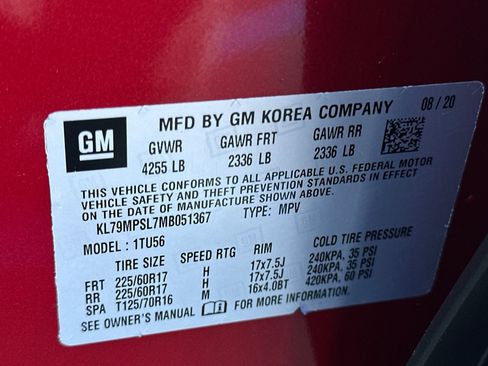 MFD BY GM KOREA COMPANY 08/20
GM
GVWR GAWR FRT GAWR RR
4255 LB 2336 LB 2336 LB
THIS VEHICLE CONFORMS TO ALL APPLICABLE U.S. FEDERAL MOTOR
VEHICLE SAFETY AND THEFT PREVENTION STANDARDS IN EFFECT
ON THE DATE OF MANUFACTURE SHOWN ABOVE.
KL79MPSL7MB051367 TYPE: MPV
MODEL: 1TU56
TIRE SIZE SPEED RTG RIM COLD TIRE PRESSURE
FRT 225/60R17 H 17x7.5J 240KPA, 35 PSI
RR 225/60R17 H 17x7.5J 240KPA, 35 PSI
SPA T125/70R16 M 16x4.0BT 420KPA, 60 PSI
SEE OWNER'S MANUAL FOR MORE INFORMATION.